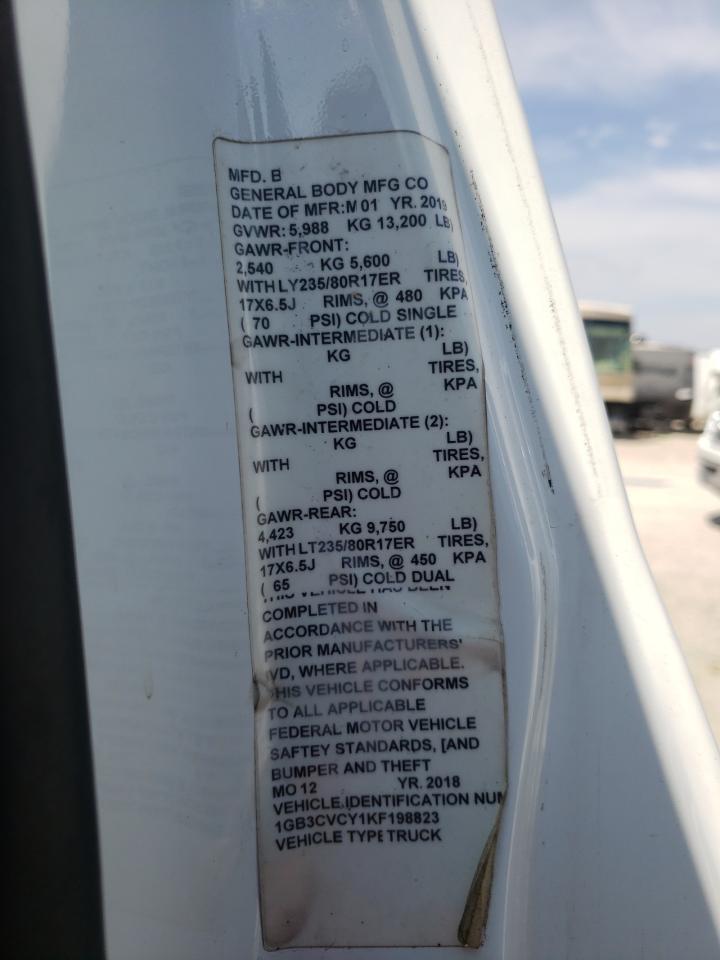 MFD. B
GENERAL BODY MFG CO
DATE OF MFR:M 01 YR. 2019
GVWR: 5,988 KG 13,200 LB)
GAWR-FRONT:
2,540 KG 5,600 LB)
WITH LY235/80R17ER TIRES,
17X6.5J RIMS, @ 480 KPA
( 70 PSI) COLD SINGLE
GAWR-INTERMEDIATE (1):
KG LB)
WITH TIRES,
RIMS, @ KPA
( PSI) COLD
GAWR-INTERMEDIATE (2):
KG LB)
WITH TIRES,
RIMS, @ KPA
( PSI) COLD
GAWR-REAR:
4,423 KG 9,750 LB)
WITH LT235/80R17ER TIRES,
17X6.5J RIMS, @ 450 KPA
( 65 PSI) COLD DUAL
THIS VEHICLE HAS BEEN
COMPLETED IN
ACCORDANCE WITH THE
PRIOR MANUFACTURERS'
IVD, WHERE APPLICABLE.
THIS VEHICLE CONFORMS
TO ALL APPLICABLE
FEDERAL MOTOR VEHICLE
SAFTEY STANDARDS, [AND
BUMPER AND THEFT
MO 12 YR. 2018
VEHICLE IDENTIFICATION NUM
1GB3CVCY1KF198823
VEHICLE TYPE TRUCK